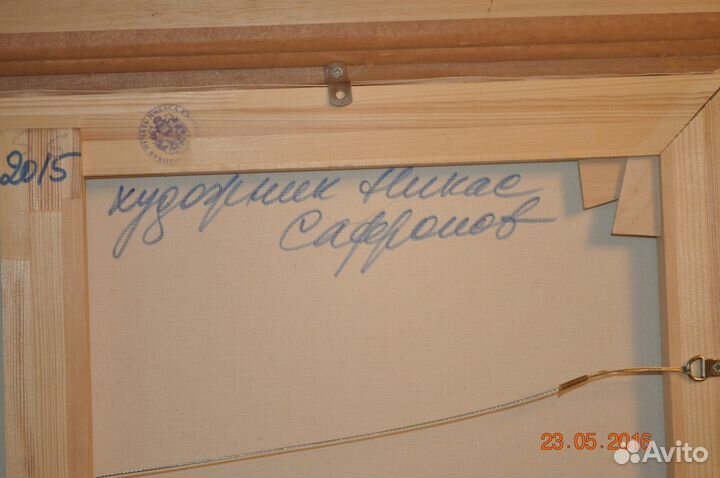 2015
художник Никас
Сафронов
23.05.2016
Avito